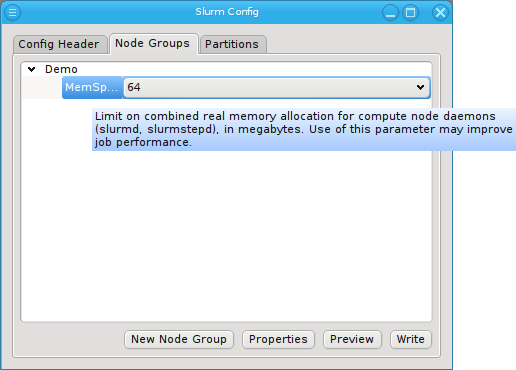 Slurm Config
Config Header Node Groups Partitions
Demo
MemSp... 64
Limit on combined real memory allocation for compute node daemons
(slurmd, slurmstepd), in megabytes. Use of this parameter may improve
job performance.
New Node Group Properties Preview Write